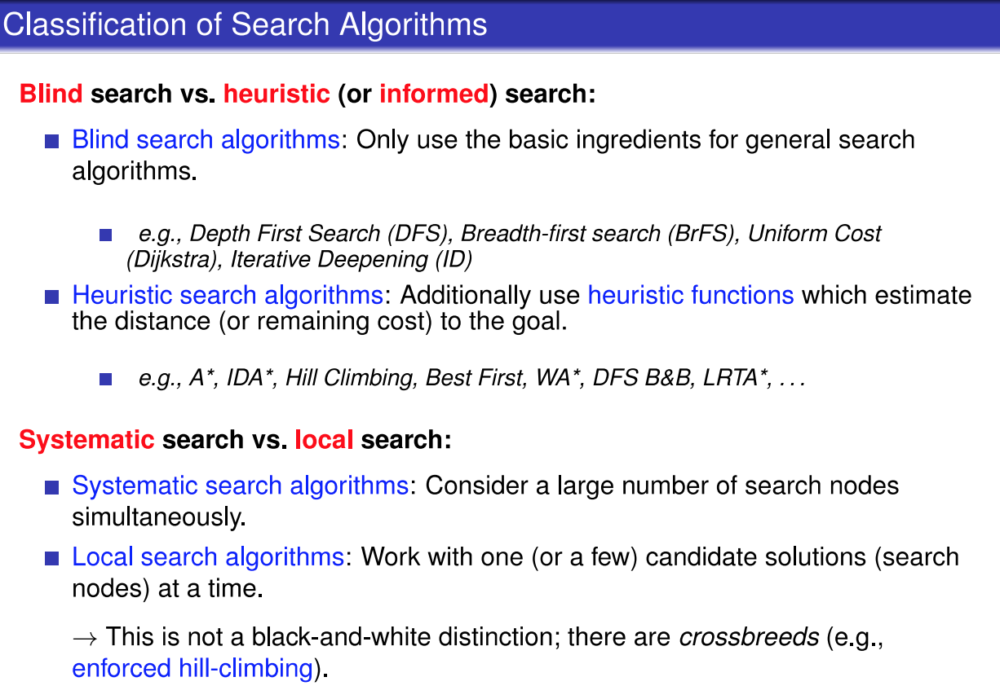 Classification of Search Algorithms
Blind search vs. heuristic (or informed) search:
Blind search algorithms: Only use the basic ingredients for general search
algorithms.
e.g., Depth First Search (DFS), Breadth-first search (BrFS), Uniform Cost
(Dijkstra), Iterative Deepening (ID)
Heuristic search algorithms: Additionally use heuristic functions which estimate
the distance (or remaining cost) to the goal.
e.g., A*, IDA*, Hill Climbing, Best First, WA*, DFS B&B, LRTA*, . . .
Systematic search vs. local search:
Systematic search algorithms: Consider a large number of search nodes
simultaneously.
Local search algorithms: Work with one (or a few) candidate solutions (search
nodes) at a time.
→ This is not a black-and-white distinction; there are crossbreeds (e.g.,
enforced hill-climbing).